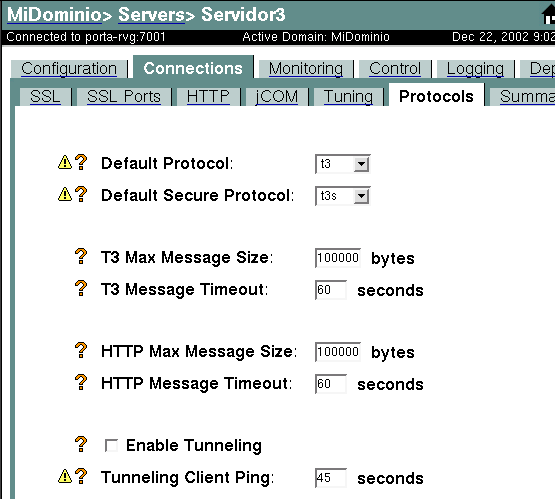 MiDominio> Servers> Servidor3
Connected to porta-rvg:7001 Active Domain: MiDominio Dec 22, 2002 9:02
Configuration Connections Monitoring Control Logging Dep
SSL SSL Ports HTTP jCOM Tuning Protocols Summa
Default Protocol: t3
Default Secure Protocol: t3s
T3 Max Message Size: 100000 bytes
T3 Message Timeout: 60 seconds
HTTP Max Message Size: 100000 bytes
HTTP Message Timeout: 60 seconds
Enable Tunneling
Tunneling Client Ping: 45 seconds